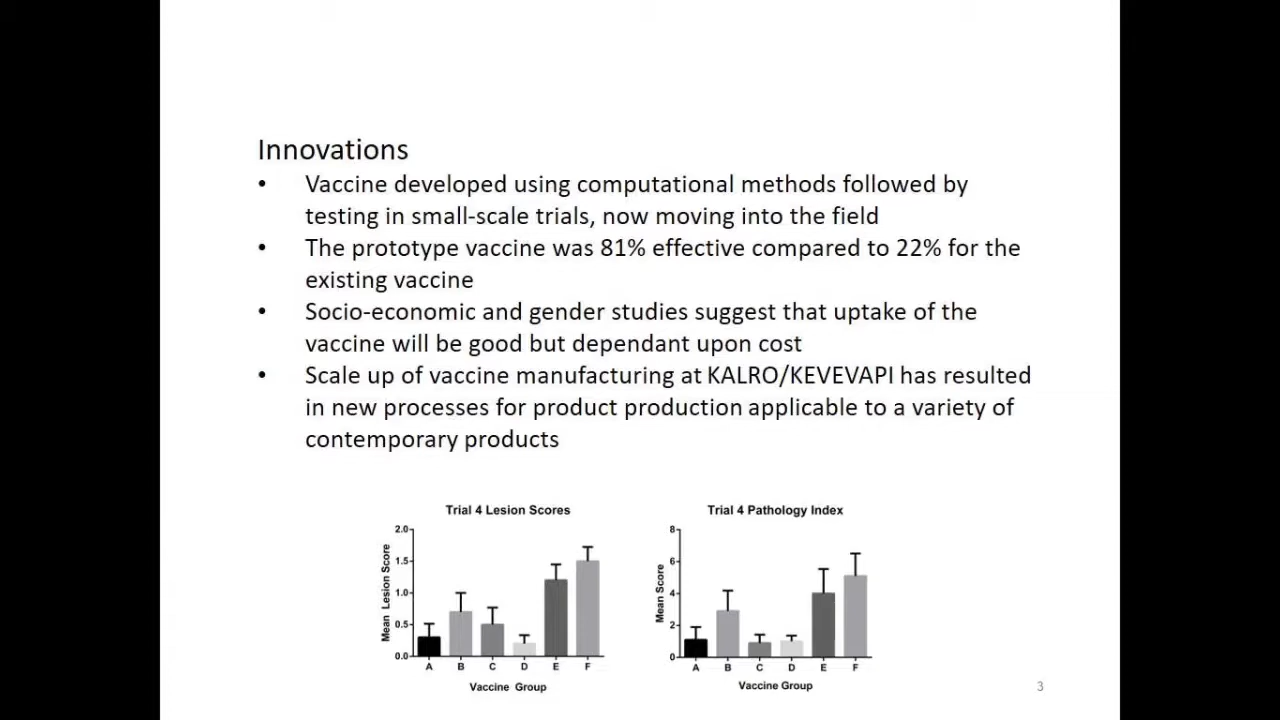 Innovations
• Vaccine developed using computational methods followed by
testing in small-scale trials, now moving into the field
• The prototype vaccine was 81% effective compared to 22% for the
existing vaccine
• Socio-economic and gender studies suggest that uptake of the
vaccine will be good but dependant upon cost
• Scale up of vaccine manufacturing at KALRO/KEVEVAPI has resulted
in new processes for product production applicable to a variety of
contemporary products
Trial 4 Lesion Scores
Mean Lesion Score
2.0
1.5
1.0
0.5
0.0
A B C D E F
Vaccine Group
Trial 4 Pathology Index
Mean Score
8
6
4
2
0
A B C D E F
Vaccine Group
3